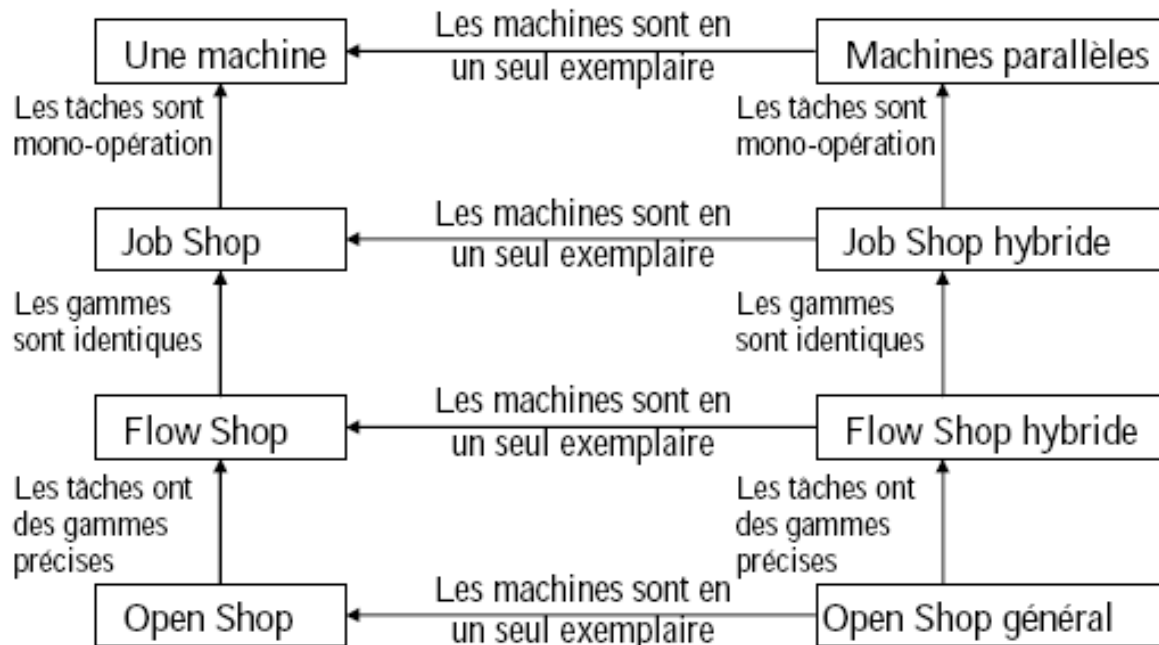 Une machine
Les machines sont en
un seul exemplaire
Machines parallèles
Les tâches sont
mono-opération
Les tâches sont
mono-opération
Job Shop
Les machines sont en
un seul exemplaire
Job Shop hybride
Les gammes
sont identiques
Les gammes
sont identiques
Flow Shop
Les machines sont en
un seul exemplaire
Flow Shop hybride
Les tâches ont
des gammes
précises
Les tâches ont
des gammes
précises
Open Shop
Les machines sont en
un seul exemplaire
Open Shop général